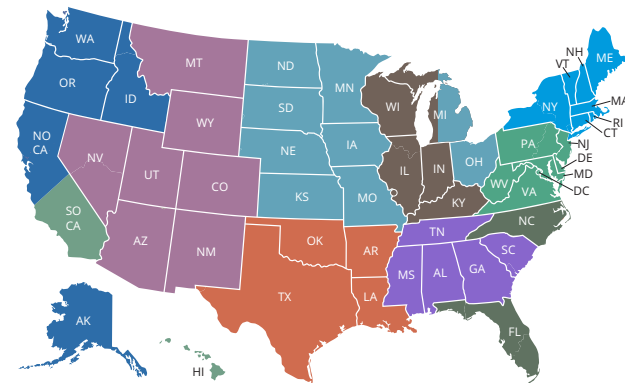 WA
OR
ID
NO
CA
SO
CA
NV
MT
WY
UT
CO
AZ
NM
ND
SD
NE
KS
MN
IA
MO
WI
IL
MI
IN
OH
KY
OK
TX
AR
LA
TN
MS
AL
GA
SC
NC
FL
WV
VA
PA
NY
VT
NH
ME
MA
RI
CT
NJ
DE
MD
DC
AK
HI